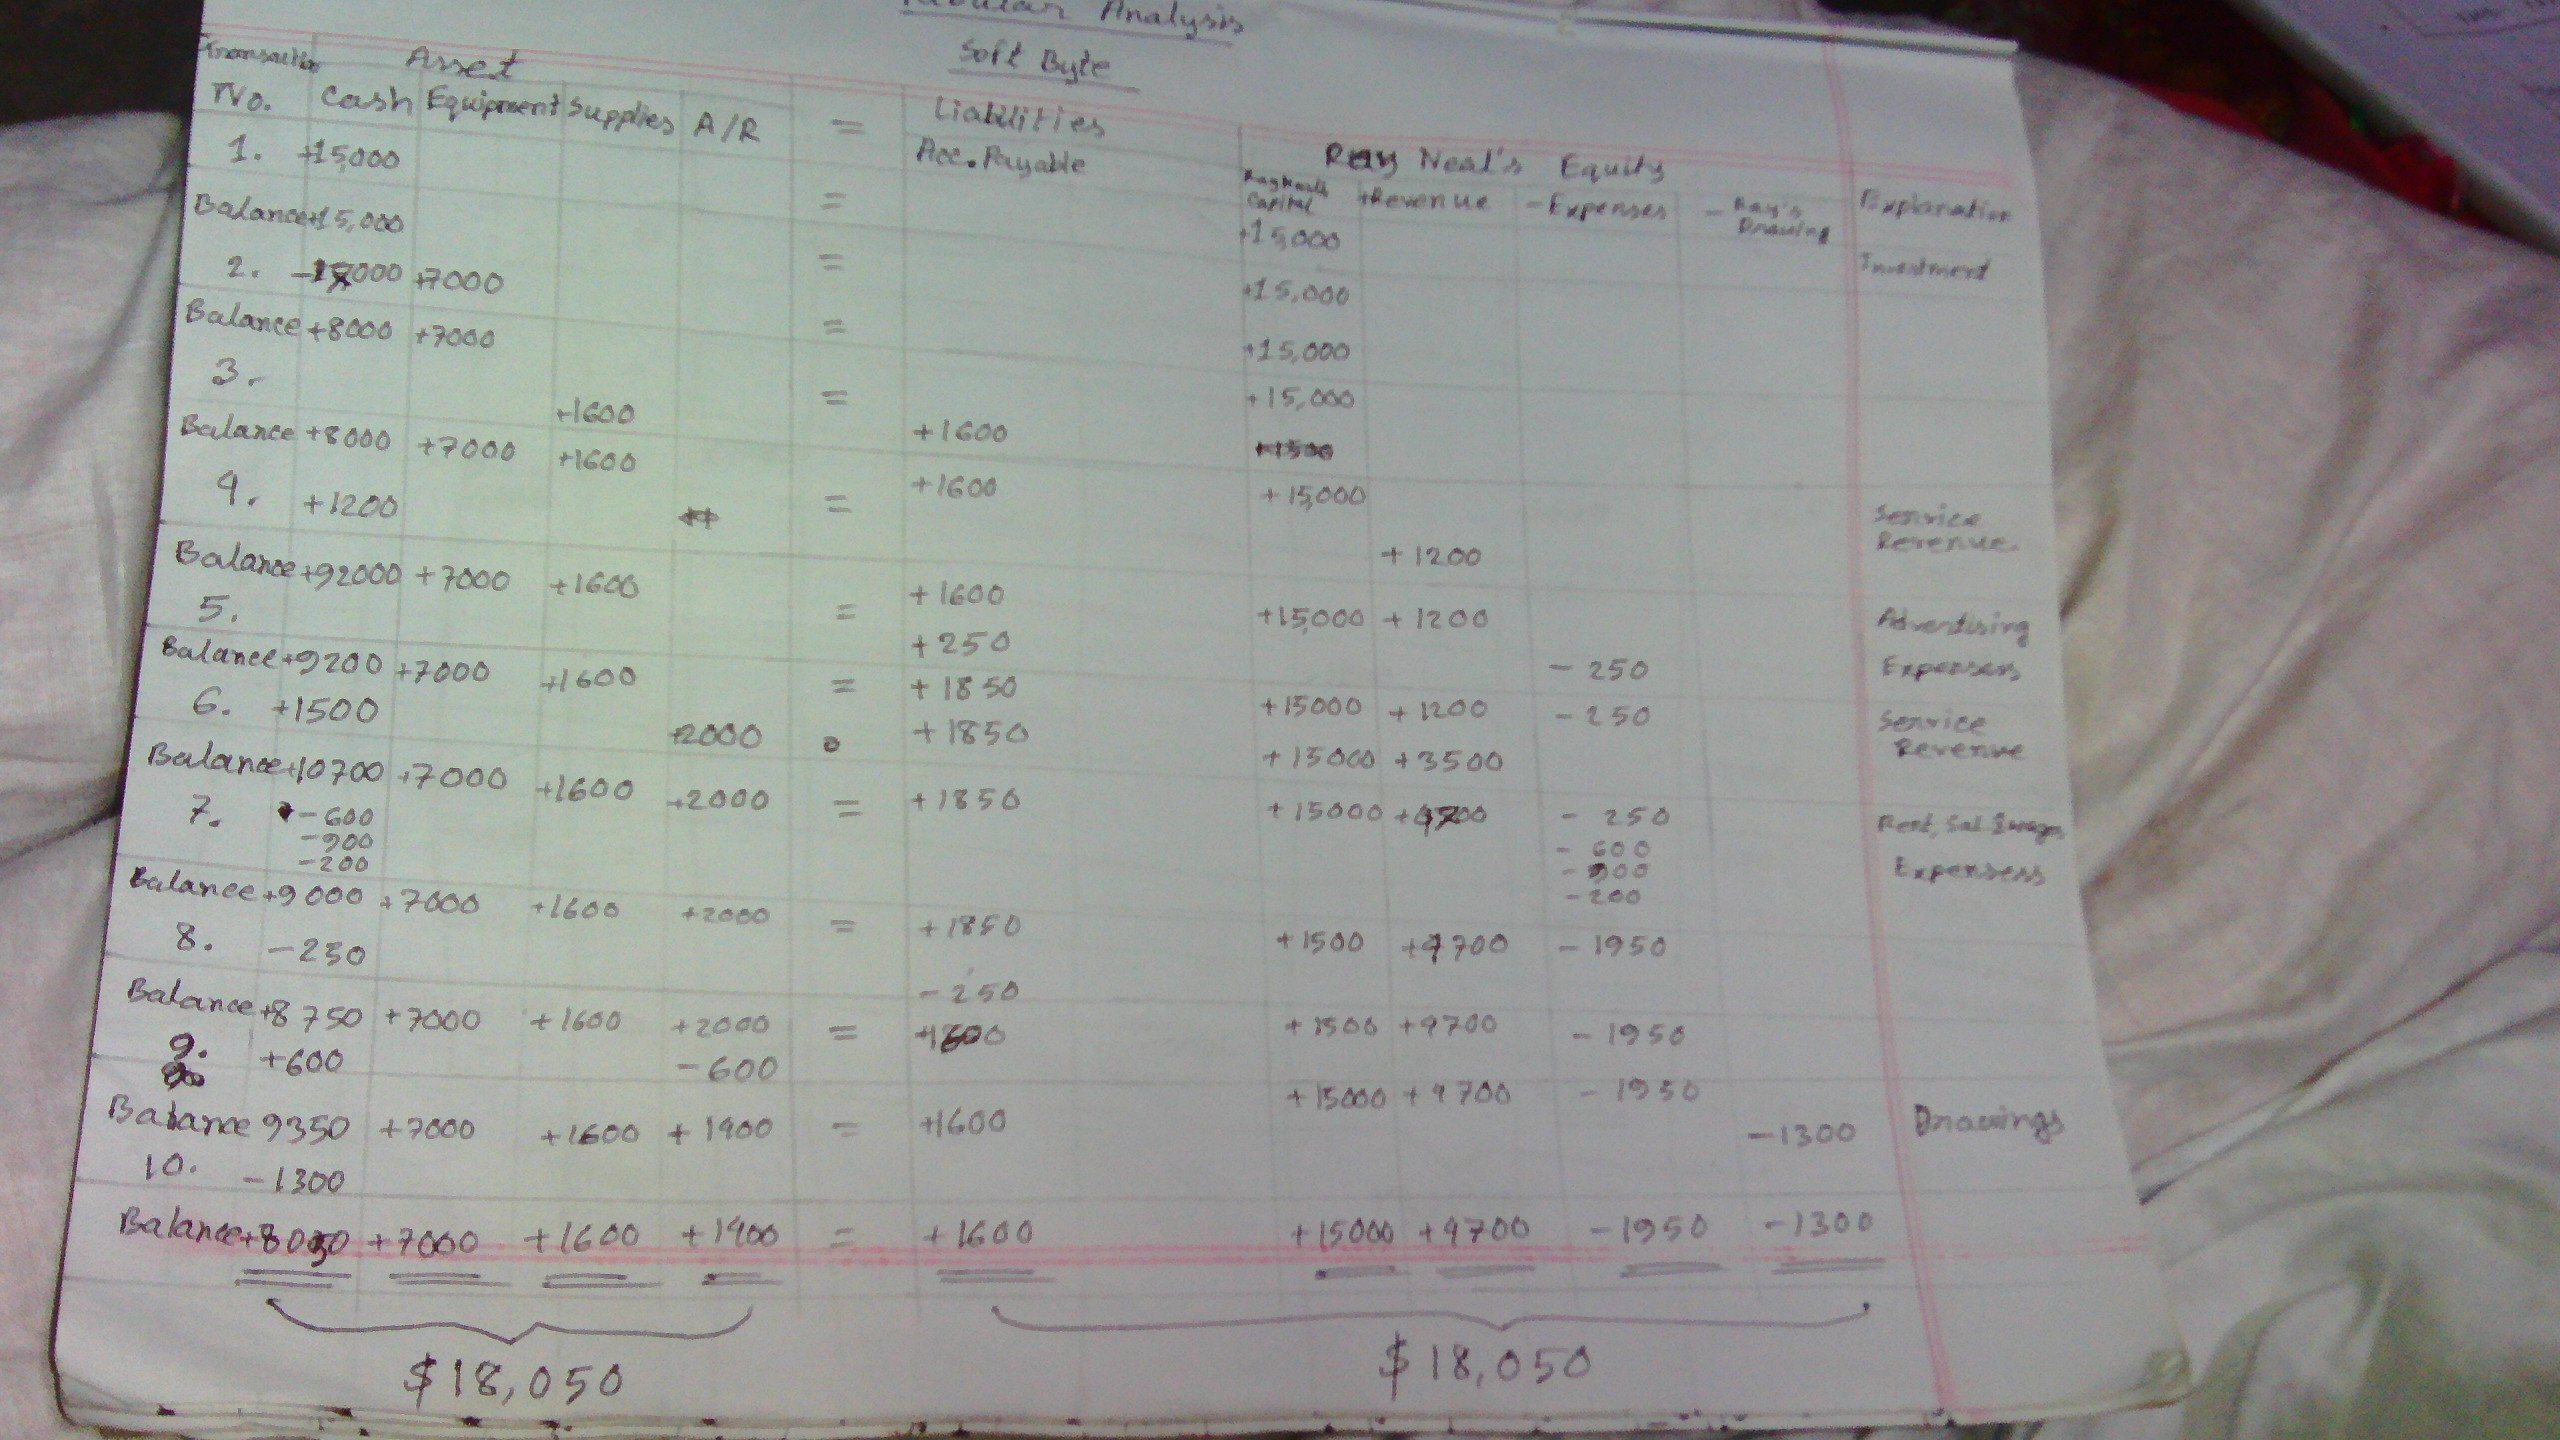 Tabular Analysis
Soft Byte
Transaction Asset = Liabilities Ray Neal's Equity
No. Cash Equipment Supplies A/R Acc. Payable Capital +Revenue - Expenses - Ray's Drawing Explanation
1. +15,000 = +15,000 Investment
Balance +15,000 = +15,000
2. 7000 +7000 = +15,000
Balance +8000 +7000 = +15,000
3. +1600 +1600 +1500
Balance +8000 +7000 +1600 = +1600 +15,000
4. +1200 = +1200 Service Revenue.
Balance +92000 +7000 +1600 = +1600 +15,000 +1200
5. +250 - 250 Advertising Expensers
Balance +9200 +7000 +1600 = +1850 +15000 +1200 - 250
6. +1500 +2000 +1850 +15000 +3500 Service Revenue
Balance +10700 +7000 +1600 +2000 = +1850 +15000 +4700 - 250
7. -600 - 600 Rent, Sal & wages
-900 - 900 Expensess
-200 - 200
Balance +9000 +7000 +1600 +2000 = +1850 +1500 +4700 - 1950
8. -250 - 250
Balance +8750 +7000 +1600 +2000 = +1600 +1500 +4700 - 1950
9. +600 - 600 +15000 +4700 - 1950
Balance 9350 +7000 +1600 +1400 = +1600
10. -1300 -1300 Drawings
Balance +8050 +7000 +1600 +1400 = +1600 +15000 +4700 -1950 -1300
$18,050 $18,050